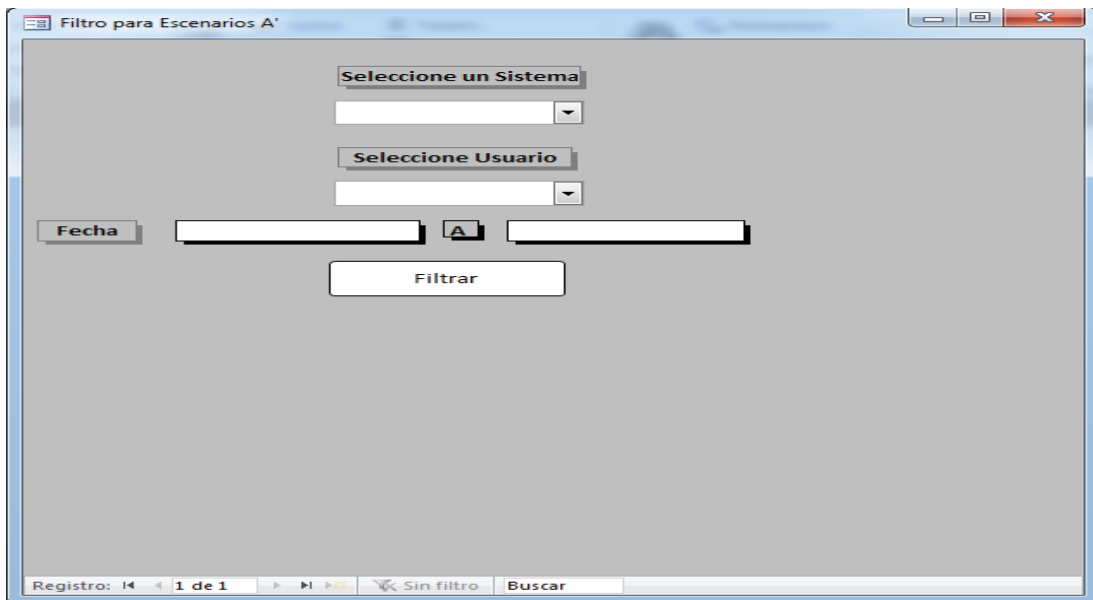 Filtro para Escenarios A'
Seleccione un Sistema
Seleccione Usuario
Fecha A
Filtrar
Registro: 1 de 1 Sin filtro Buscar